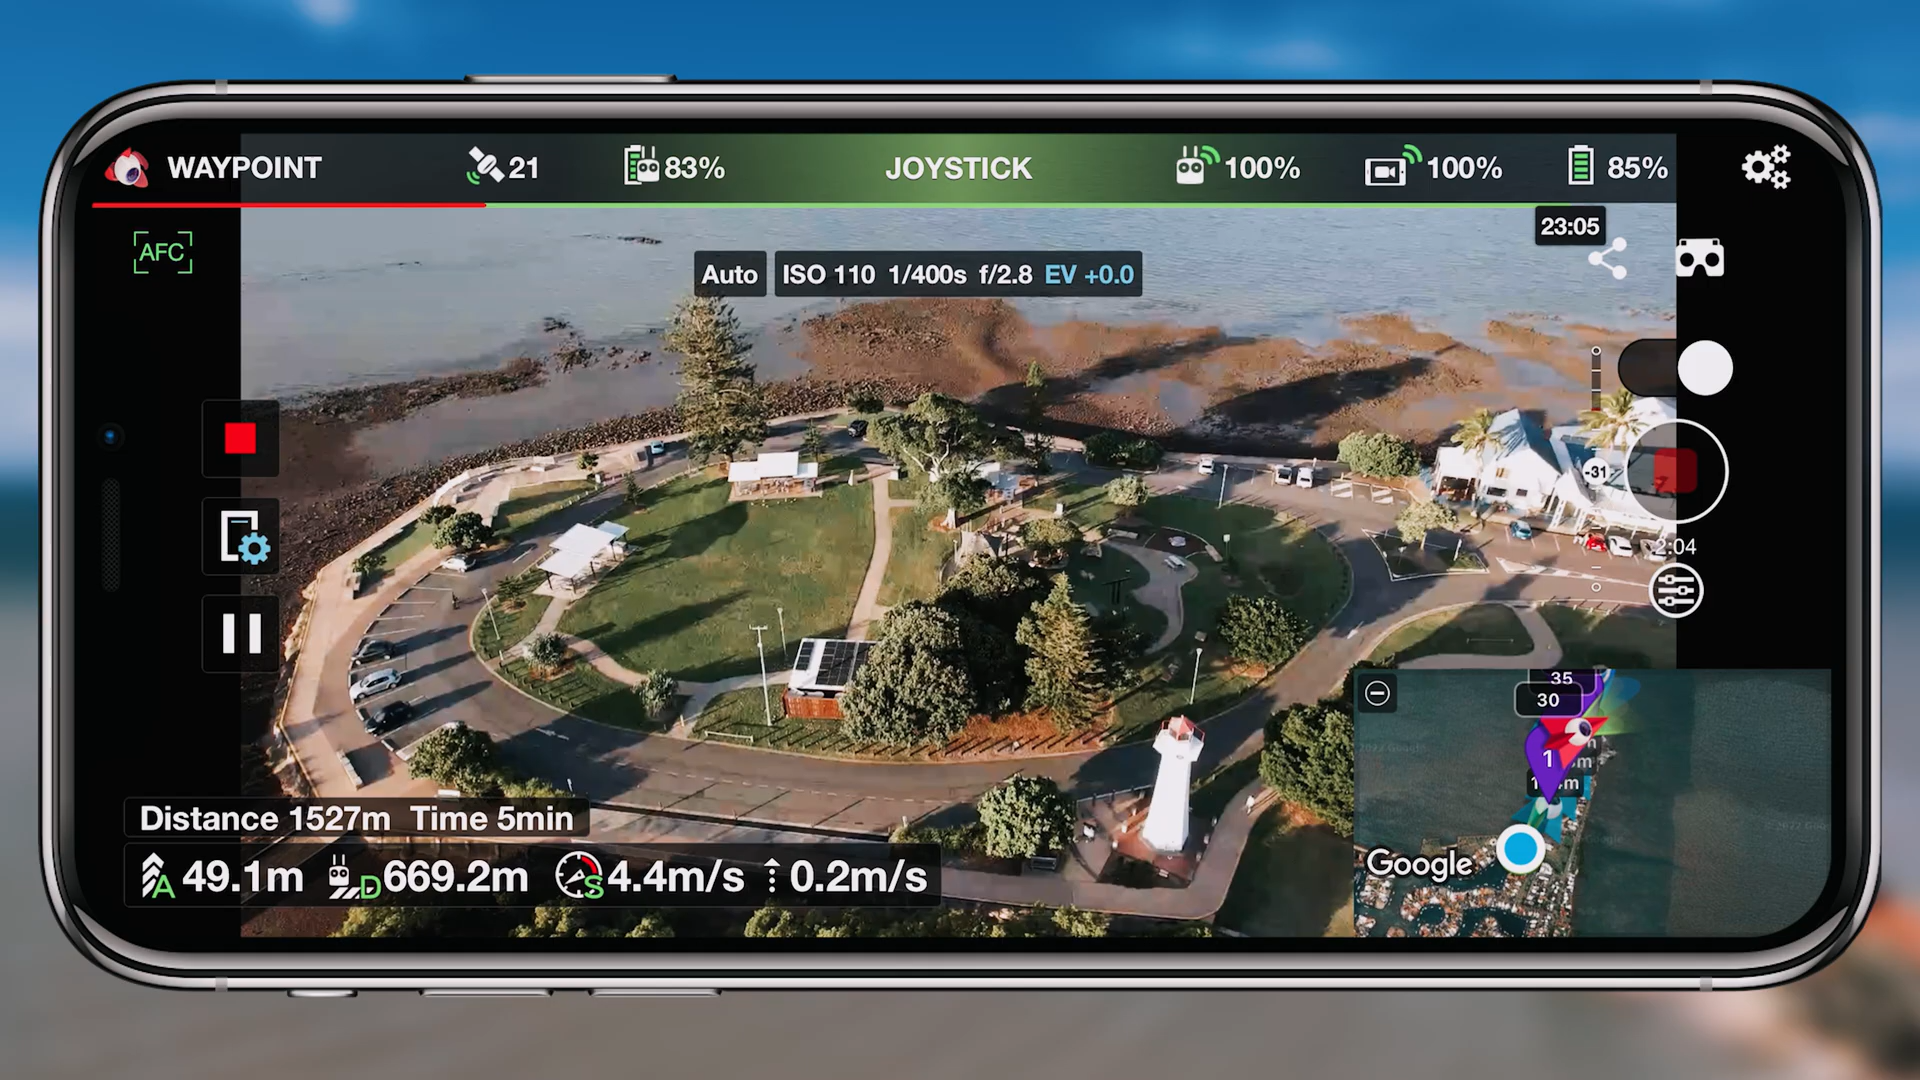 WAYPOINT
21
83%
JOYSTICK
100%
100%
85%
AFC
23:05
Auto
ISO 110 1/400s f/2.8 EV +0.0
-31
2:04
35
30
1
Google
Distance 1527m Time 5min
A 49.1m D 669.2m S 4.4m/s 0.2m/s